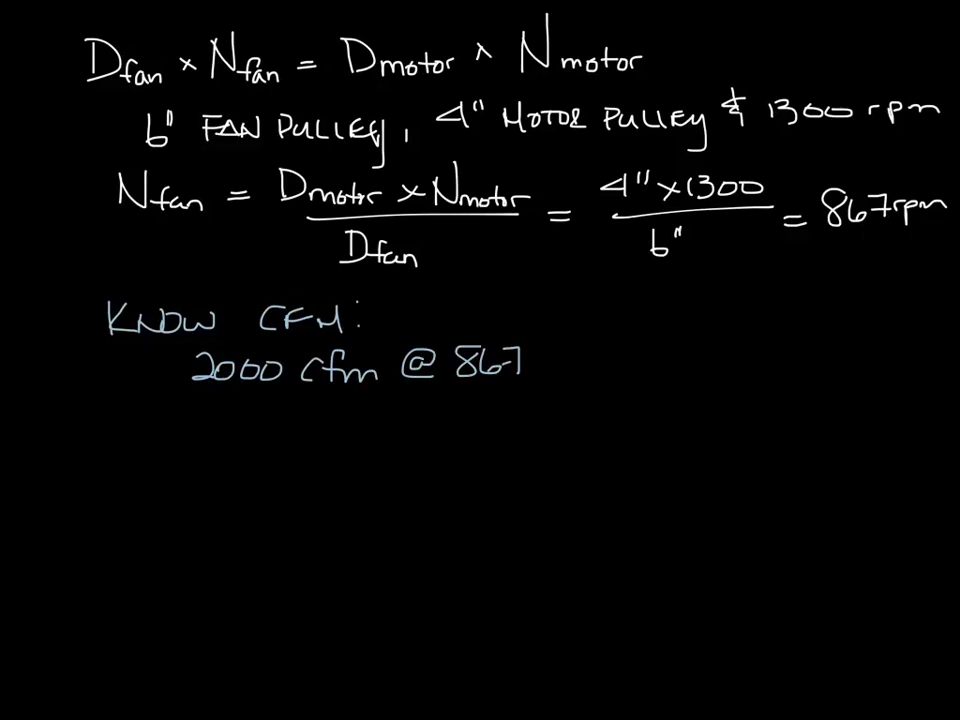 Dfan × Nfan = Dmotor × Nmotor
6" FAN PULLEY, 4" MOTOR PULLEY & 1300 rpm
Nfan = Dmotor × Nmotor / Dfan = 4" × 1300 / 6" = 867 rpm
KNOW CFM:
2000 cfm @ 867